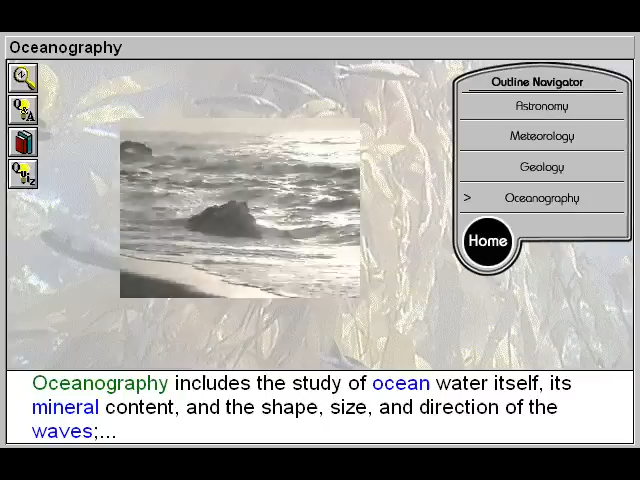 Oceanography
Q&A
Quiz
Outline Navigator
Astronomy
Meteorology
Geology
> Oceanography
Home
Oceanography includes the study of ocean water itself, its
mineral content, and the shape, size, and direction of the
waves;...